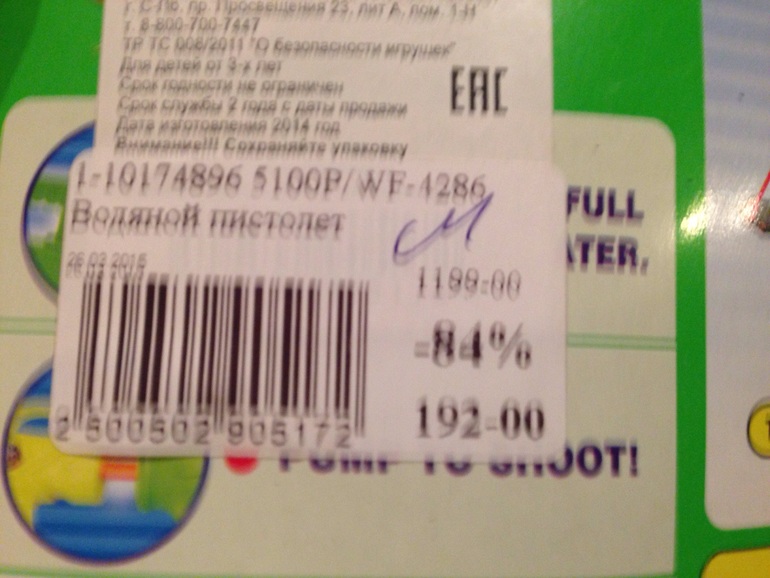 г. С-Пб, пр. Просвещения 23, лит А, пом. 1-Н
т. 8-800-700-7447
ТР ТС 008/2011 "О безопасности игрушек"
Для детей от 3-х лет
Срок годности не ограничен
Срок службы 2 года с даты продажи
Дата изготовления 2014 год
Внимание!!! Сохраняйте упаковку
EAC
1-10174896 5100P/WF-4286
Водяной пистолет
1199-00
-84%
192-00
2 500502 905172
FULL
ATER.
PUMP TO SHOOT!